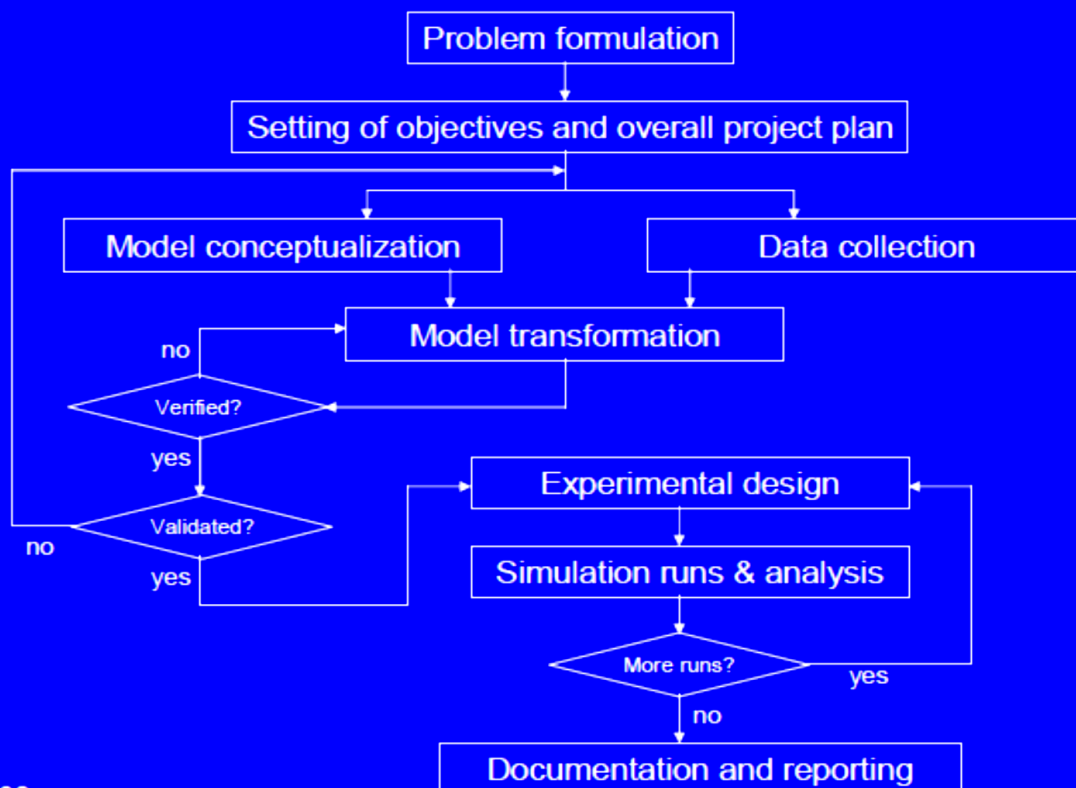 Problem formulation
Setting of objectives and overall project plan
Model conceptualization
Data collection
Model transformation
no
Verified?
yes
Validated?
no
yes
Experimental design
Simulation runs & analysis
More runs?
yes
no
Documentation and reporting